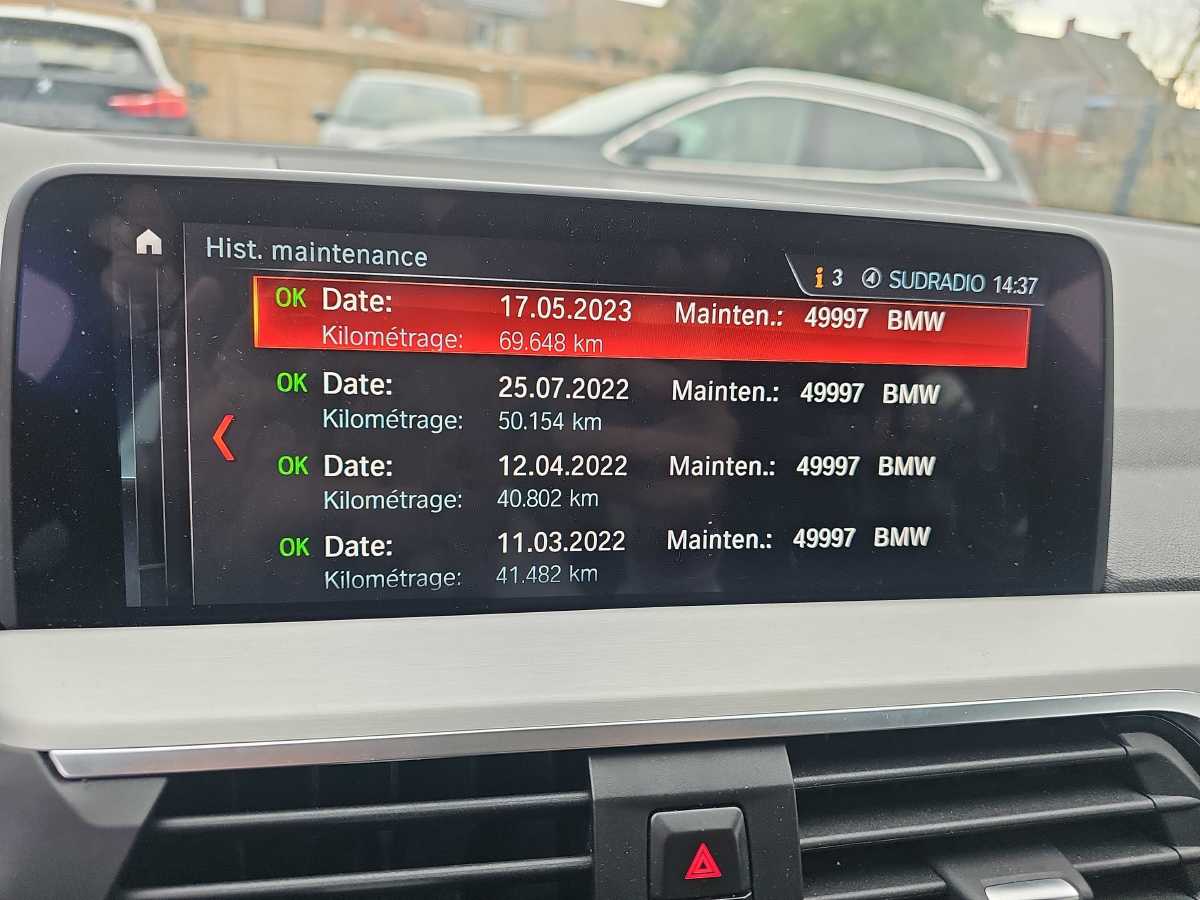 Hist. maintenance
i 3 SUDRADIO 14:37
OK Date: 17.05.2023 Mainten.: 49997 BMW
Kilométrage: 69.648 km
OK Date: 25.07.2022 Mainten.: 49997 BMW
Kilométrage: 50.154 km
OK Date: 12.04.2022 Mainten.: 49997 BMW
Kilométrage: 40.802 km
OK Date: 11.03.2022 Mainten.: 49997 BMW
Kilométrage: 41.482 km